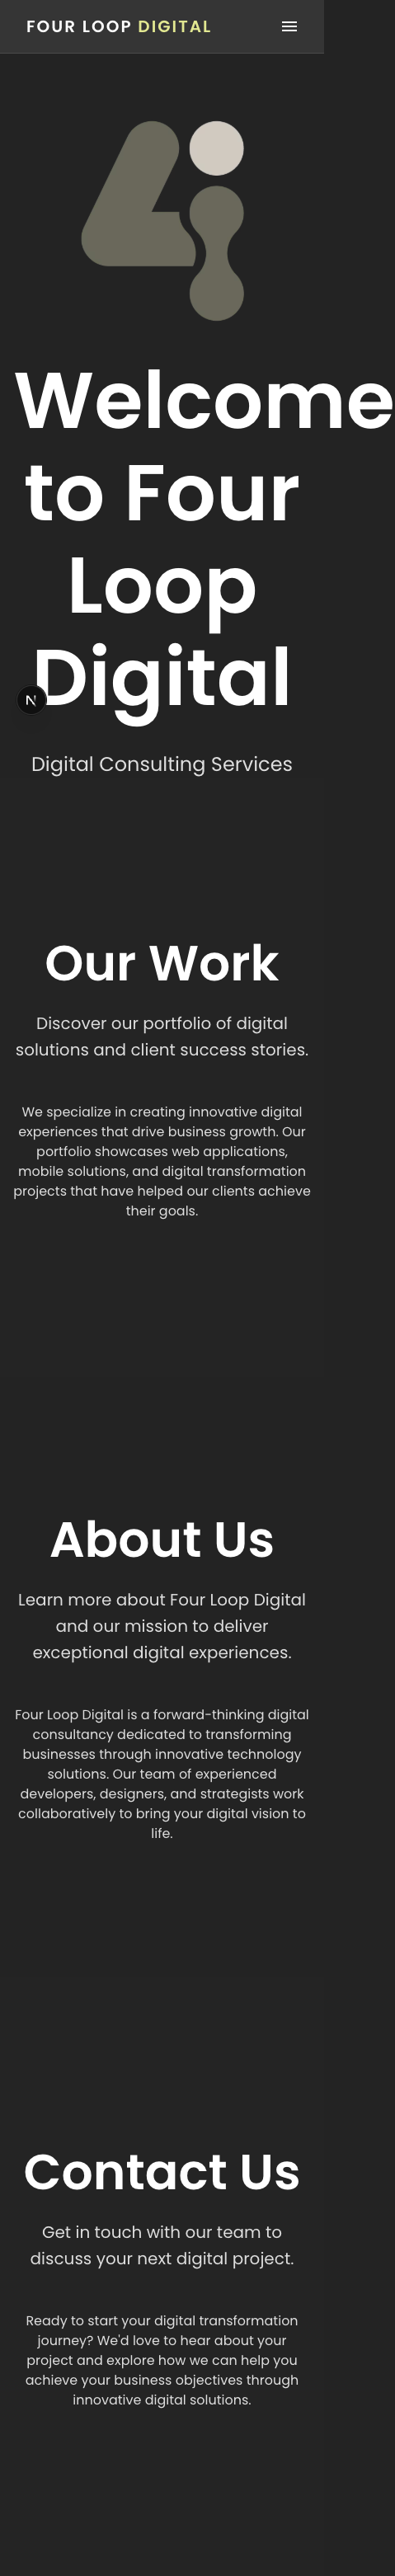 FOUR LOOP DIGITAL
Welcome
to Four
Loop
Digital
N
Digital Consulting Services
Our Work
Discover our portfolio of digital
solutions and client success stories.
We specialize in creating innovative digital
experiences that drive business growth. Our
portfolio showcases web applications,
mobile solutions, and digital transformation
projects that have helped our clients achieve
their goals.
About Us
Learn more about Four Loop Digital
and our mission to deliver
exceptional digital experiences.
Four Loop Digital is a forward-thinking digital
consultancy dedicated to transforming
businesses through innovative technology
solutions. Our team of experienced
developers, designers, and strategists work
collaboratively to bring your digital vision to
life.
Contact Us
Get in touch with our team to
discuss your next digital project.
Ready to start your digital transformation
journey? We'd love to hear about your
project and explore how we can help you
achieve your business objectives through
innovative digital solutions.